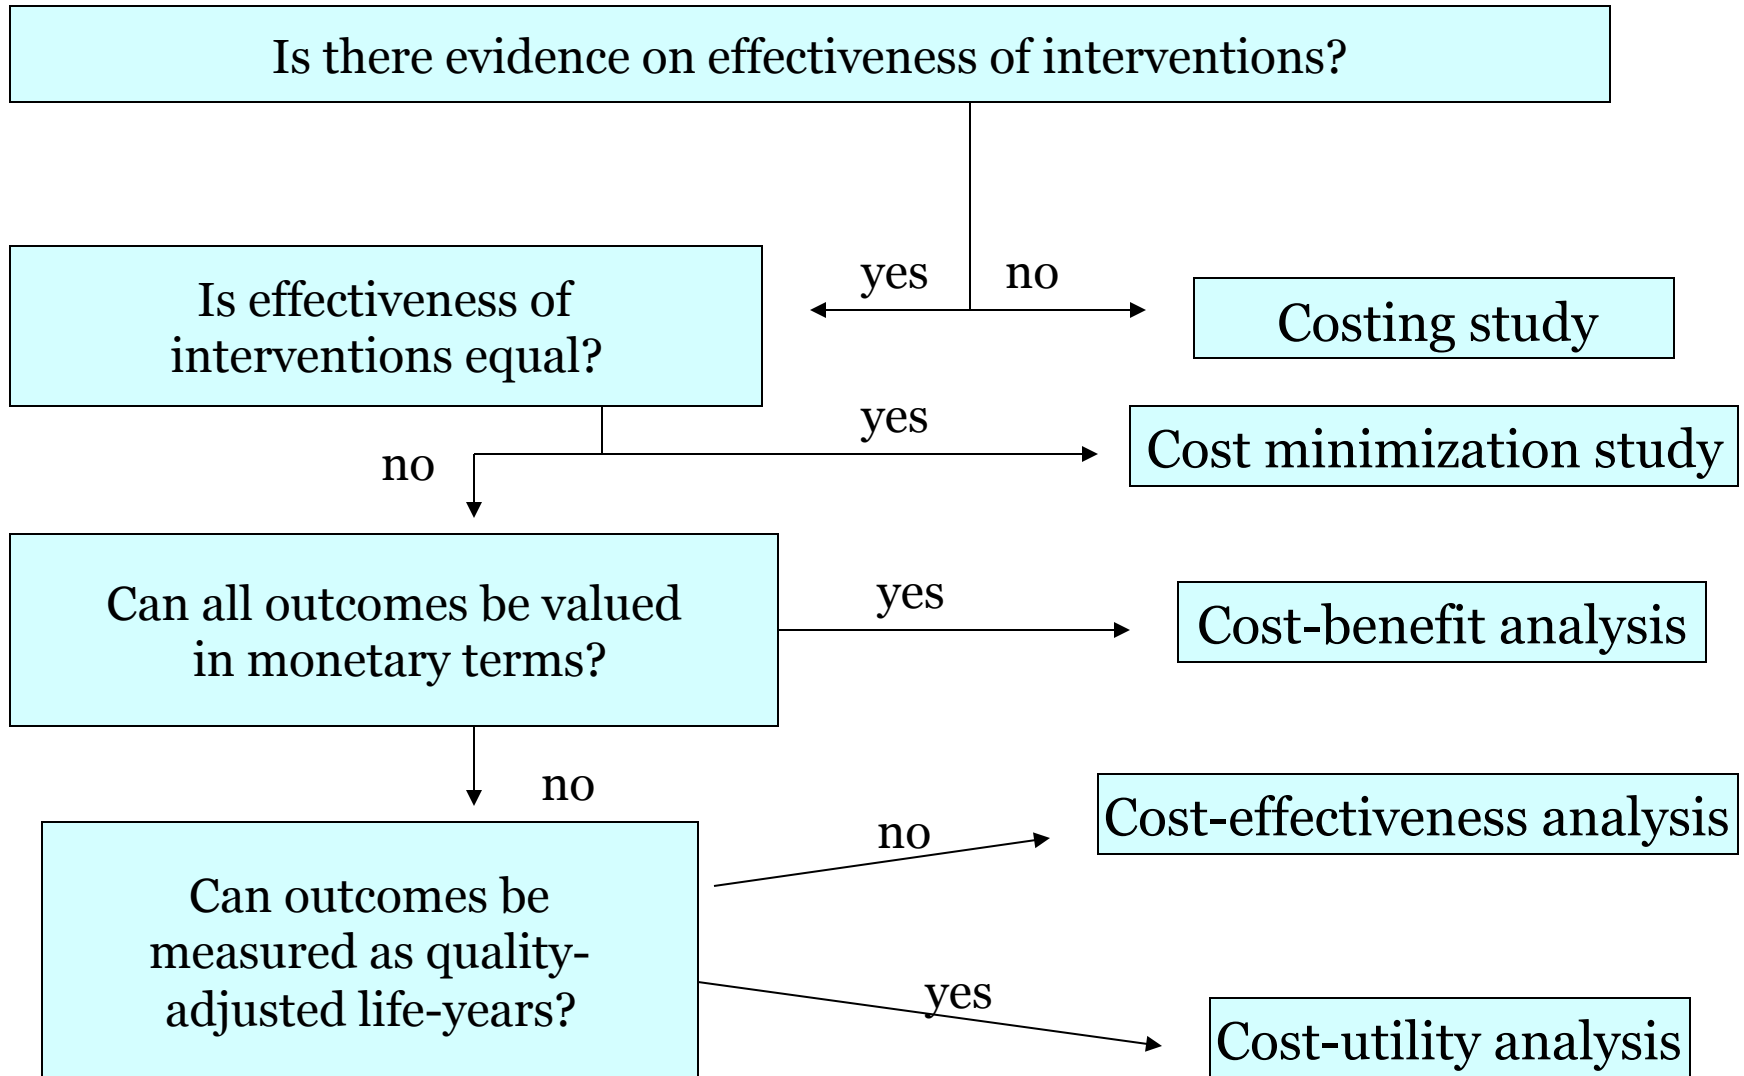 Is there evidence on effectiveness of interventions?
yes
no
Is effectiveness of
interventions equal?
Costing study
yes
Cost minimization study
no
Can all outcomes be valued
in monetary terms?
yes
Cost-benefit analysis
no
Cost-effectiveness analysis
no
Can outcomes be
measured as quality-
adjusted life-years?
yes
Cost-utility analysis